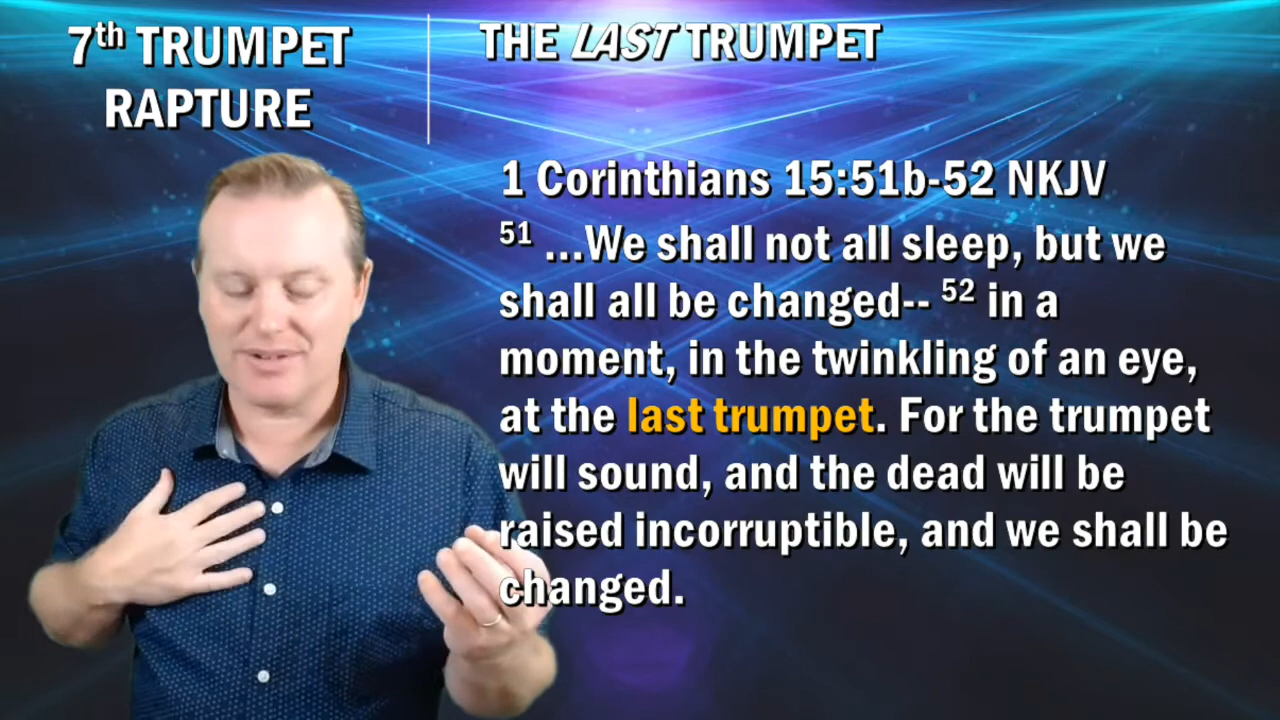 7th TRUMPET
RAPTURE
THE LAST TRUMPET
1 Corinthians 15:51b-52 NKJV
51 ...We shall not all sleep, but we
shall all be changed-- 52 in a
moment, in the twinkling of an eye,
at the last trumpet. For the trumpet
will sound, and the dead will be
raised incorruptible, and we shall be
changed.